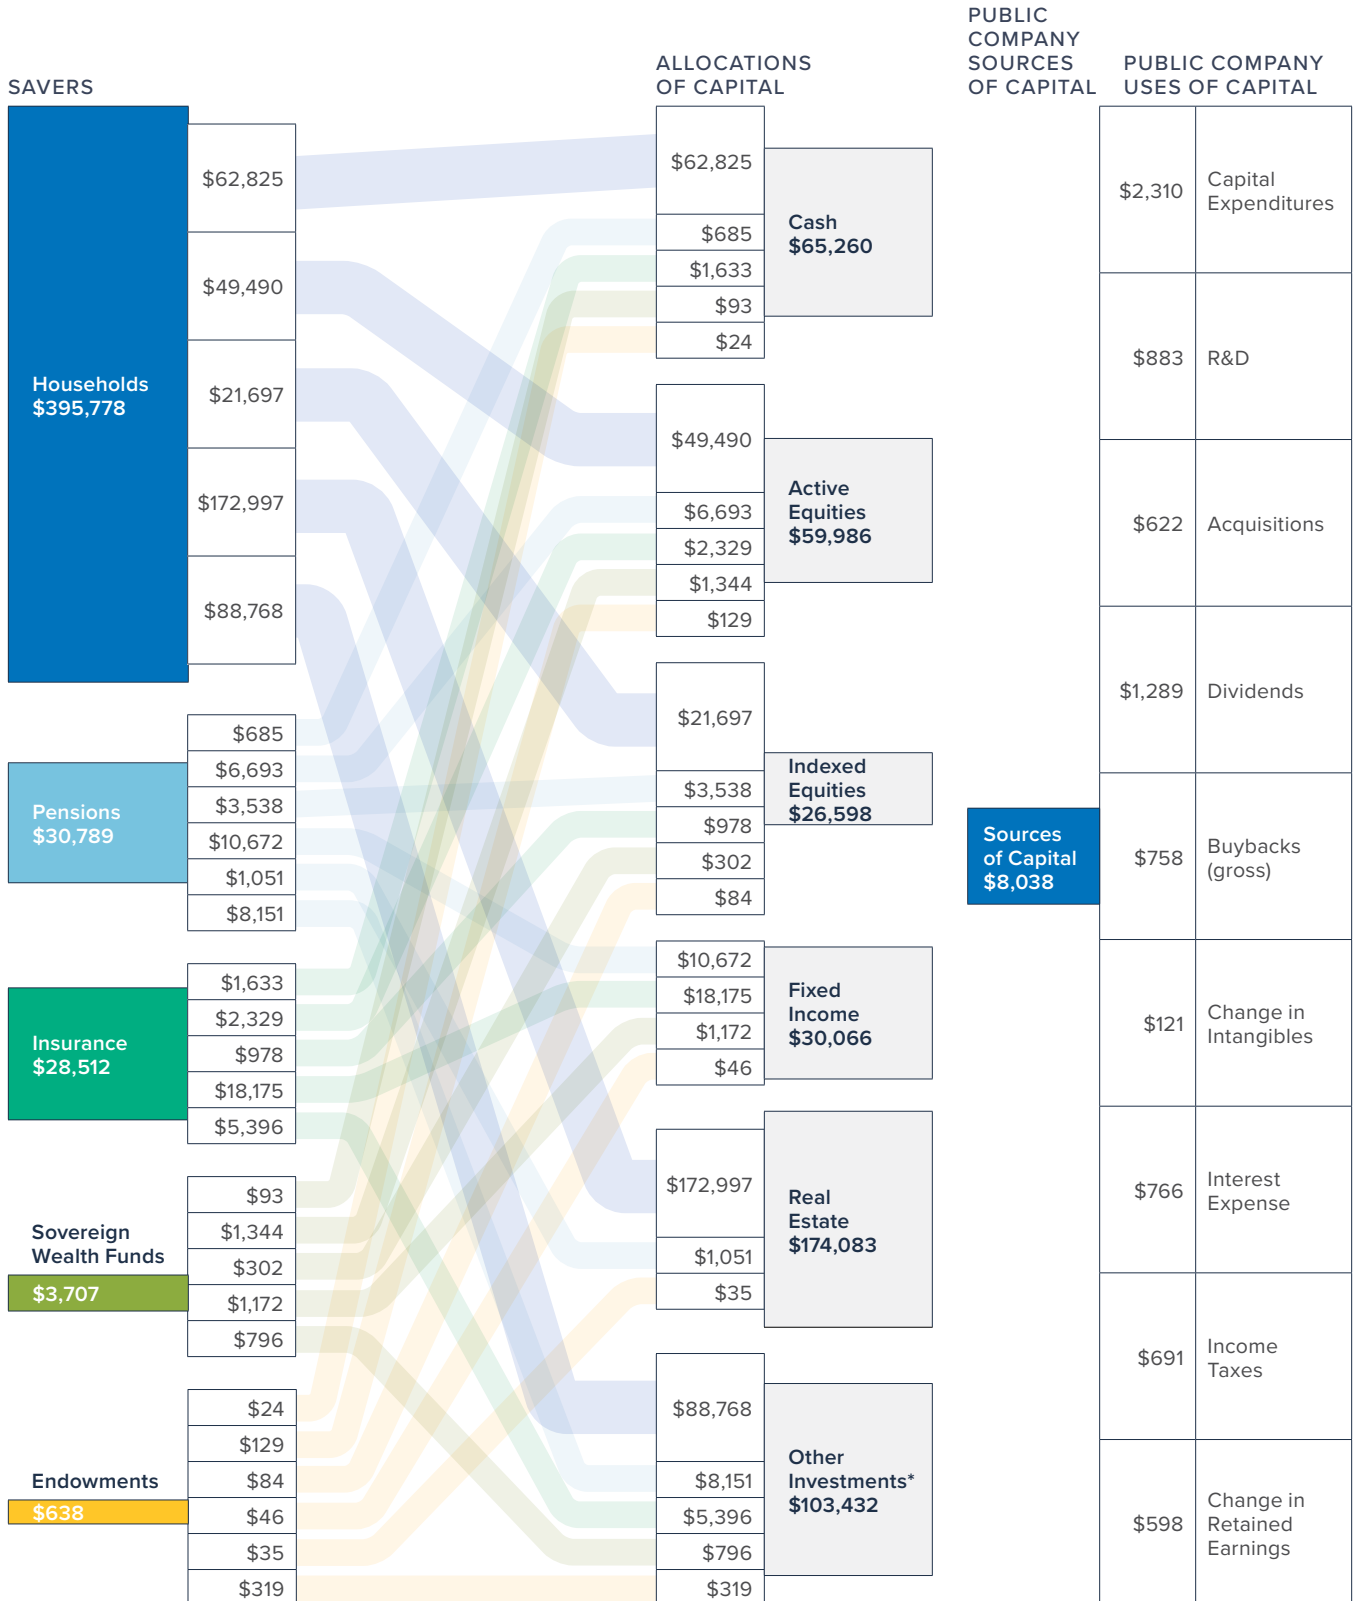 SAVERS
Households
$395,778
$62,825
$49,490
$21,697
$172,997
$88,768
Pensions
$30,789
$685
$6,693
$3,538
$10,672
$1,051
$8,151
Insurance
$28,512
$1,633
$2,329
$978
$18,175
$5,396
Sovereign
Wealth Funds
$3,707
$93
$1,344
$302
$1,172
$796
Endowments
$638
$24
$129
$84
$46
$35
$319
ALLOCATIONS
OF CAPITAL
$62,825
$685
$1,633
$93
$24
Cash
$65,260
$49,490
$6,693
$2,329
$1,344
$129
Active
Equities
$59,986
$21,697
$3,538
$978
$302
$84
Indexed
Equities
$26,598
$10,672
$18,175
$1,172
$46
Fixed
Income
$30,066
$172,997
$1,051
$35
Real
Estate
$174,083
$88,768
$8,151
$5,396
$796
$319
Other
Investments*
$103,432
PUBLIC
COMPANY
SOURCES
OF CAPITAL
Sources
of Capital
$8,038
PUBLIC COMPANY
USES OF CAPITAL
$2,310
Capital
Expenditures
$883
R&D
$622
Acquisitions
$1,289
Dividends
$758
Buybacks
(gross)
$121
Change in
Intangibles
$766
Interest
Expense
$691
Income
Taxes
$598
Change in
Retained
Earnings